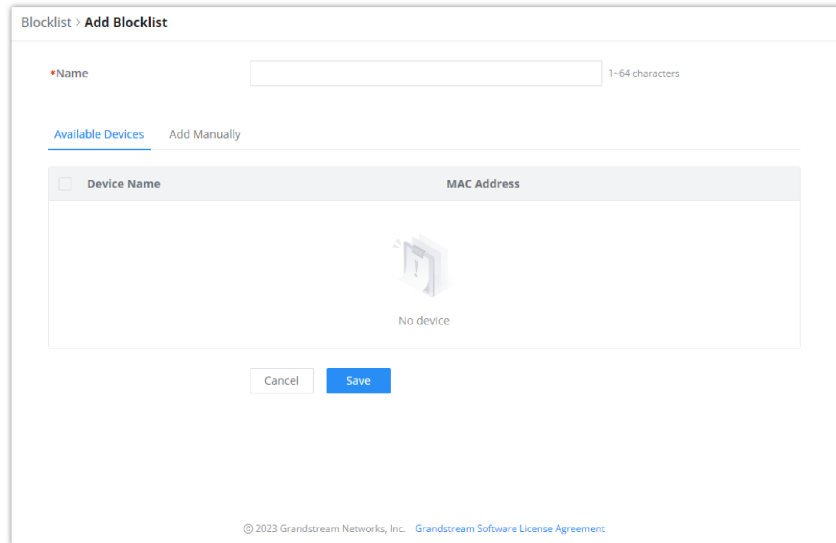 Blocklist > Add Blocklist
*Name 1~64 characters
Available Devices Add Manually
Device Name MAC Address
No device
Cancel Save
© 2023 Grandstream Networks, Inc. Grandstream Software License Agreement